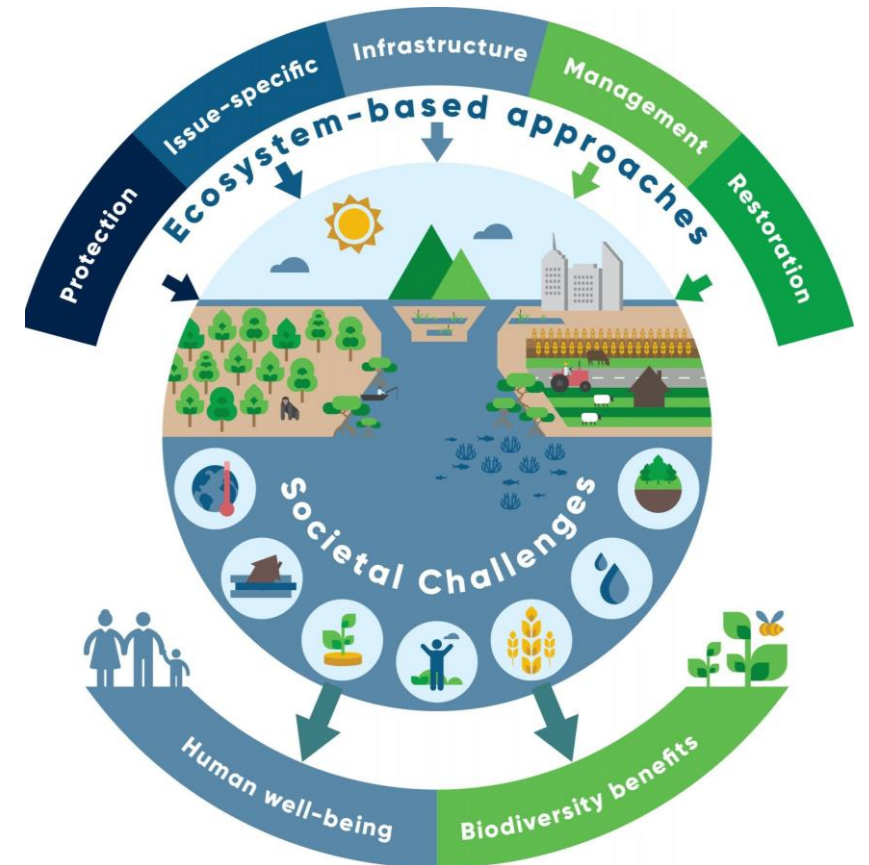 Protection
Issue-specific
Infrastructure
Management
Restoration
Ecosystem-based approaches
Societal Challenges
Human well-being
Biodiversity benefits